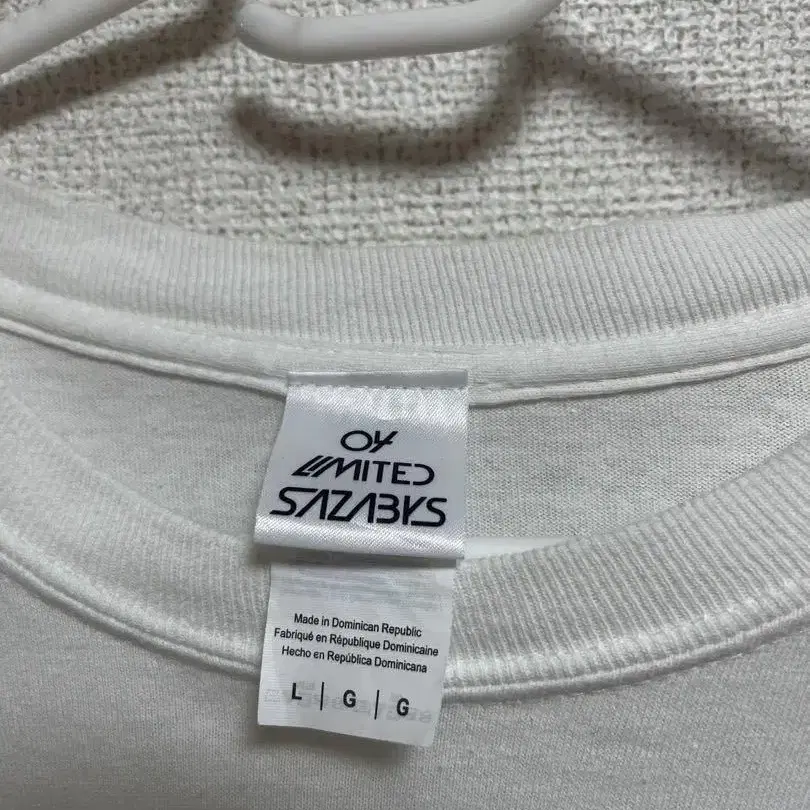 04
LIMITED
SAZABYS
Made in Dominican Republic
Fabriqué en République Dominicaine
Hecho en República Dominicana
L | G | G